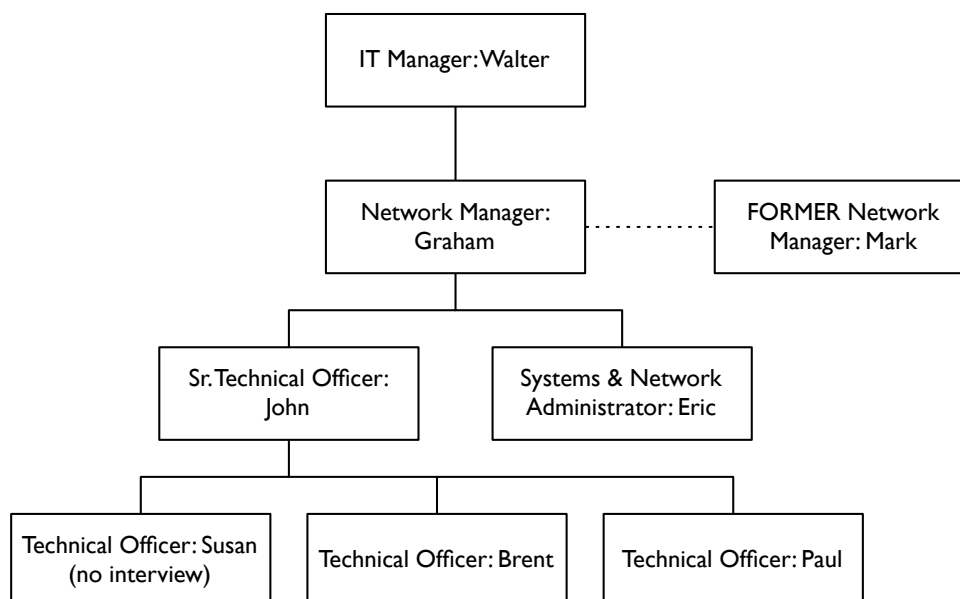 IT Manager: Walter
Network Manager:
Graham
FORMER Network
Manager: Mark
Sr. Technical Officer:
John
Systems & Network
Administrator: Eric
Technical Officer: Susan
(no interview)
Technical Officer: Brent
Technical Officer: Paul